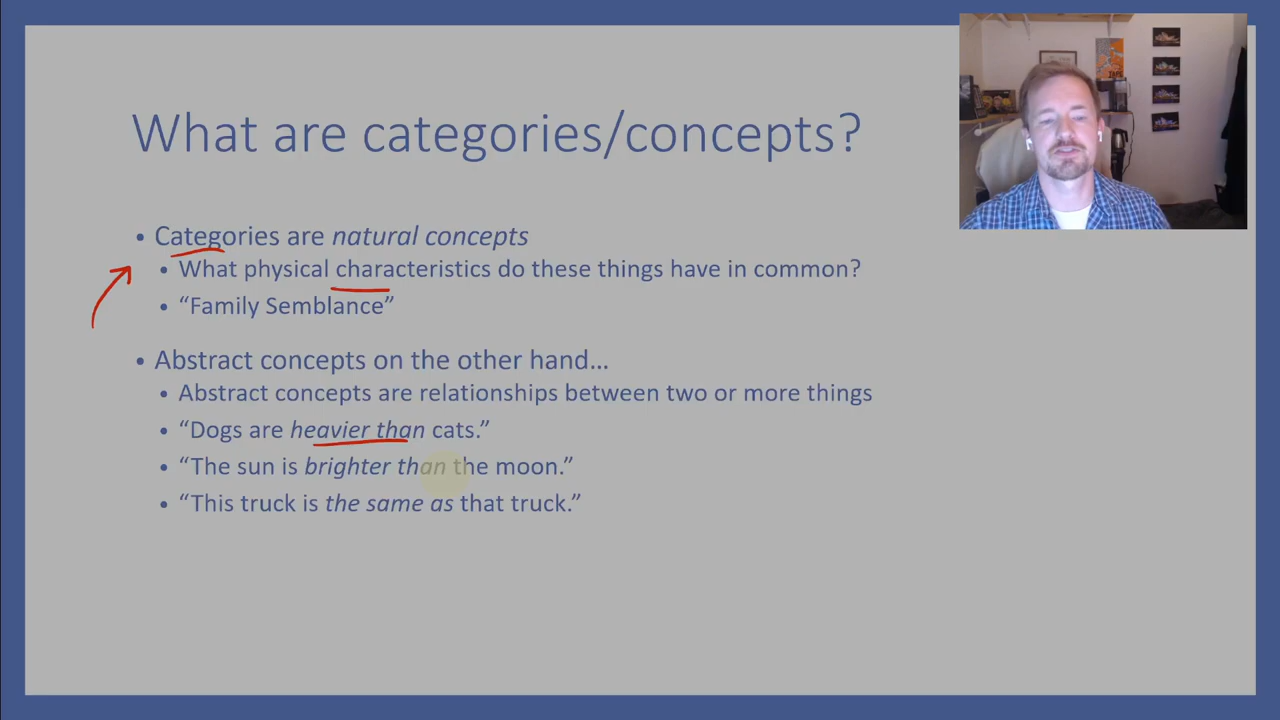 What are categories/concepts?
• Categories are natural concepts
• What physical characteristics do these things have in common?
• “Family Semblance”
• Abstract concepts on the other hand…
• Abstract concepts are relationships between two or more things
• “Dogs are heavier than cats.”
• “The sun is brighter than the moon.”
• “This truck is the same as that truck.”